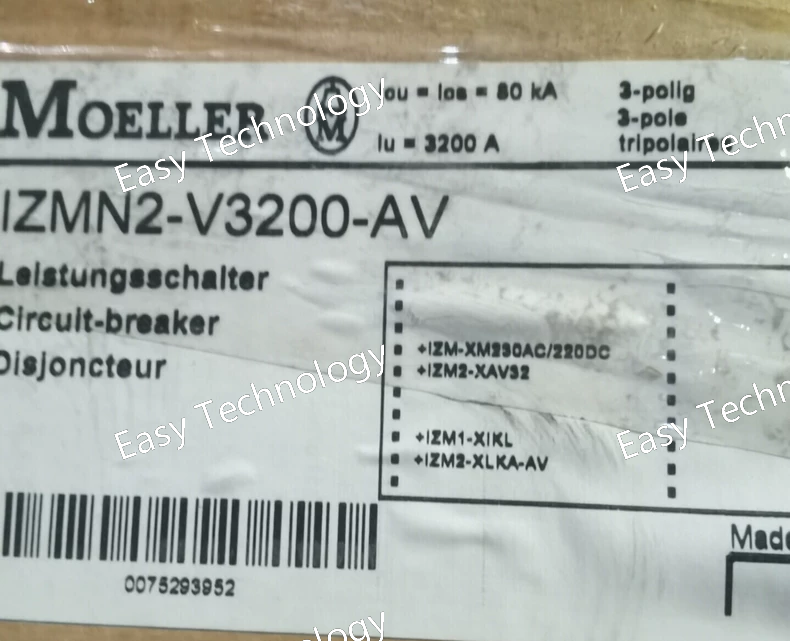 MOELLER
Icu = Ics = 80 kA
Iu = 3200 A
3-polig
3-pole
tripolaire
IZMN2-V3200-AV
Leistungsschalter
Circuit-breaker
Disjoncteur
+IZM-XM230AC/220DC
+IZM2-XAV32
+IZM1-XIKL
+IZM2-XLKA-AV
0075293952
Made
Easy Technology
Easy Techn
Easy Technology
Easy Techn
logy